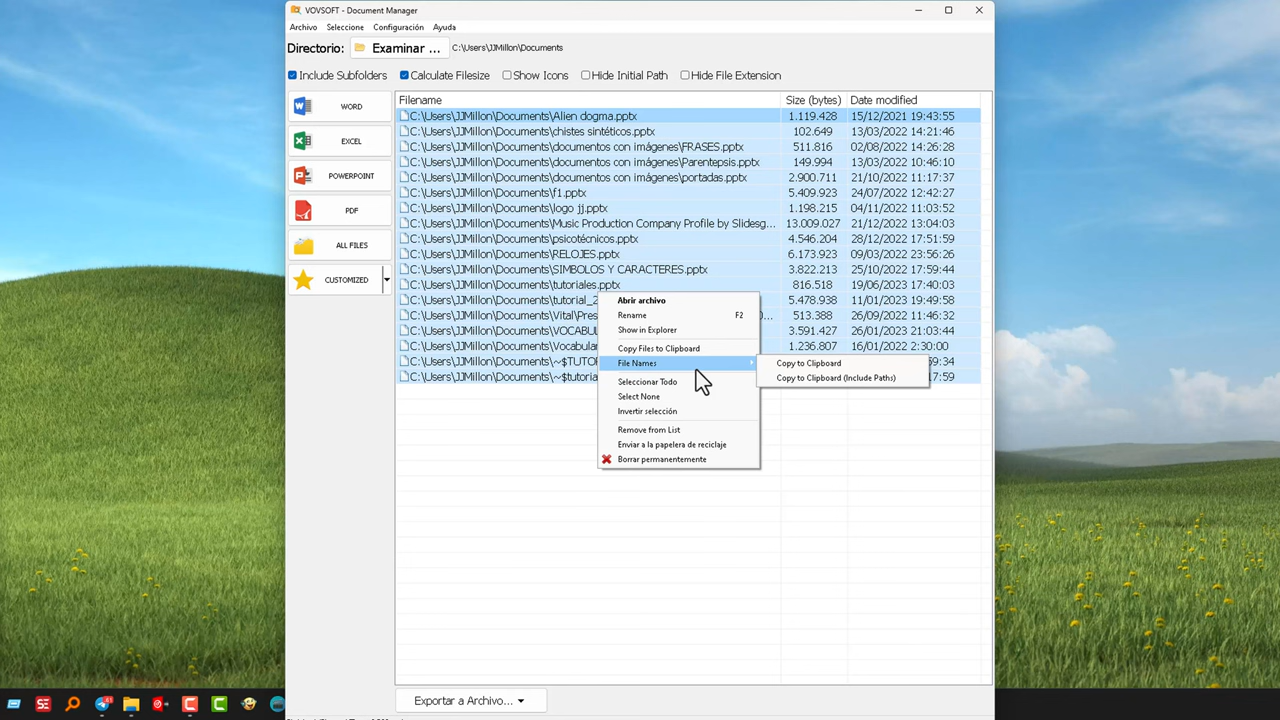 VOVSOFT - Document Manager
Archivo Seleccione Configuración Ayuda
Directorio: Examinar ... C:\Users\JJMillon\Documents
Include Subfolders Calculate Filesize Show Icons Hide Initial Path Hide File Extension
WORD
EXCEL
POWERPOINT
PDF
ALL FILES
CUSTOMIZED
Filename Size (bytes) Date modified
C:\Users\JJMillon\Documents\Alien dogma.pptx 1.119.428 15/12/2021 19:43:55
C:\Users\JJMillon\Documents\chistes sintéticos.pptx 102.649 13/03/2022 14:21:46
C:\Users\JJMillon\Documents\documentos con imágenes\FRASES.pptx 511.816 02/08/2022 14:26:28
C:\Users\JJMillon\Documents\documentos con imágenes\Parentepsis.pptx 149.994 13/03/2022 10:46:10
C:\Users\JJMillon\Documents\documentos con imágenes\portadas.pptx 2.900.711 21/10/2022 11:17:37
C:\Users\JJMillon\Documents\f1.pptx 5.409.923 24/07/2022 12:42:27
C:\Users\JJMillon\Documents\logo jj.pptx 1.198.215 04/11/2022 11:03:52
C:\Users\JJMillon\Documents\Music Production Company Profile by Slidesg... 13.009.027 21/12/2022 13:04:03
C:\Users\JJMillon\Documents\psicotécnicos.pptx 4.546.204 28/12/2022 17:51:59
C:\Users\JJMillon\Documents\RELOJES.pptx 6.173.923 09/03/2022 23:56:26
C:\Users\JJMillon\Documents\SIMBOLOS Y CARACTERES.pptx 3.822.213 25/10/2022 17:59:44
C:\Users\JJMillon\Documents\tutoriales.pptx 816.518 19/06/2023 17:40:03
C:\Users\JJMillon\Documents\tutorial_2 5.478.938 11/01/2023 19:49:58
C:\Users\JJMillon\Documents\Vital\Pres ... 513.388 26/09/2022 11:46:32
C:\Users\JJMillon\Documents\VOCABU 3.591.427 26/01/2023 21:03:44
C:\Users\JJMillon\Documents\Vocabular 1.236.807 16/01/2022 2:30:00
C:\Users\JJMillon\Documents\~$TUTOR 59:34
C:\Users\JJMillon\Documents\~$tutoria 17:59
Abrir archivo
Rename F2
Show in Explorer
Copy Files to Clipboard
File Names
Seleccionar Todo
Select None
Invertir selección
Remove from List
Enviar a la papelera de reciclaje
Borrar permanentemente
Copy to Clipboard
Copy to Clipboard (Include Paths)
Exportar a Archivo...
SE